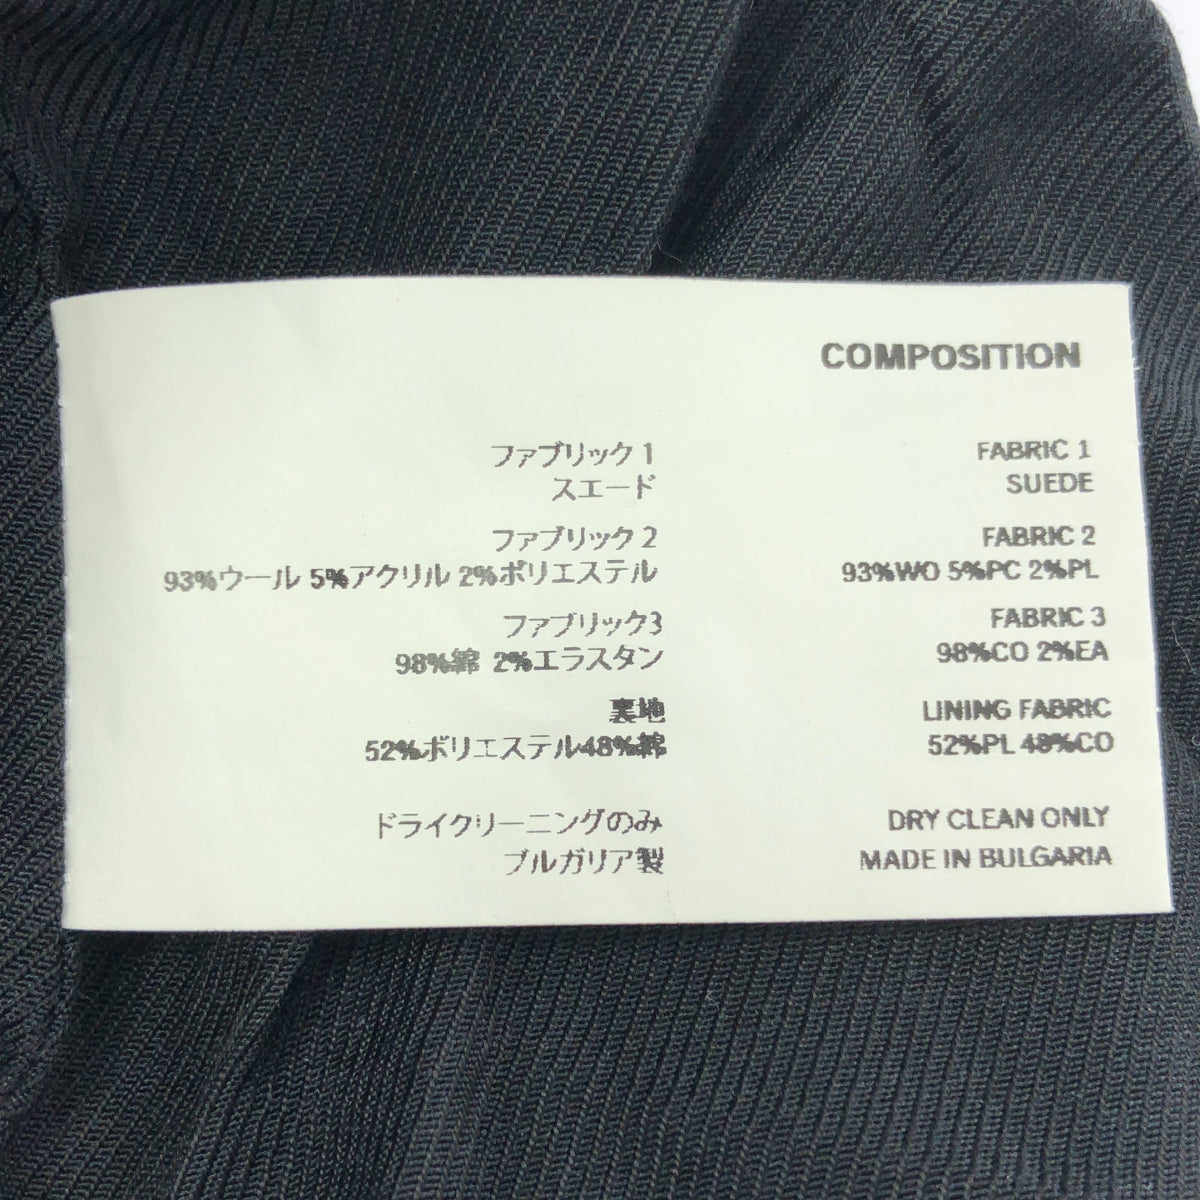 COMPOSITION
ファブリック 1
スエード
ファブリック 2
93%ウール 5%アクリル 2%ポリエステル
ファブリック3
98%綿 2%エラスタン
裏地
52%ポリエステル48%綿
ドライクリーニングのみ
ブルガリア製
FABRIC 1
SUEDE
FABRIC 2
93%WO 5%PC 2%PL
FABRIC 3
98%CO 2%EA
LINING FABRIC
52%PL 48%CO
DRY CLEAN ONLY
MADE IN BULGARIA